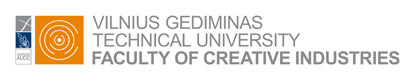 VILNIUS GEDIMINAS
TECHNICAL UNIVERSITY
FACULTY OF CREATIVE INDUSTRIES